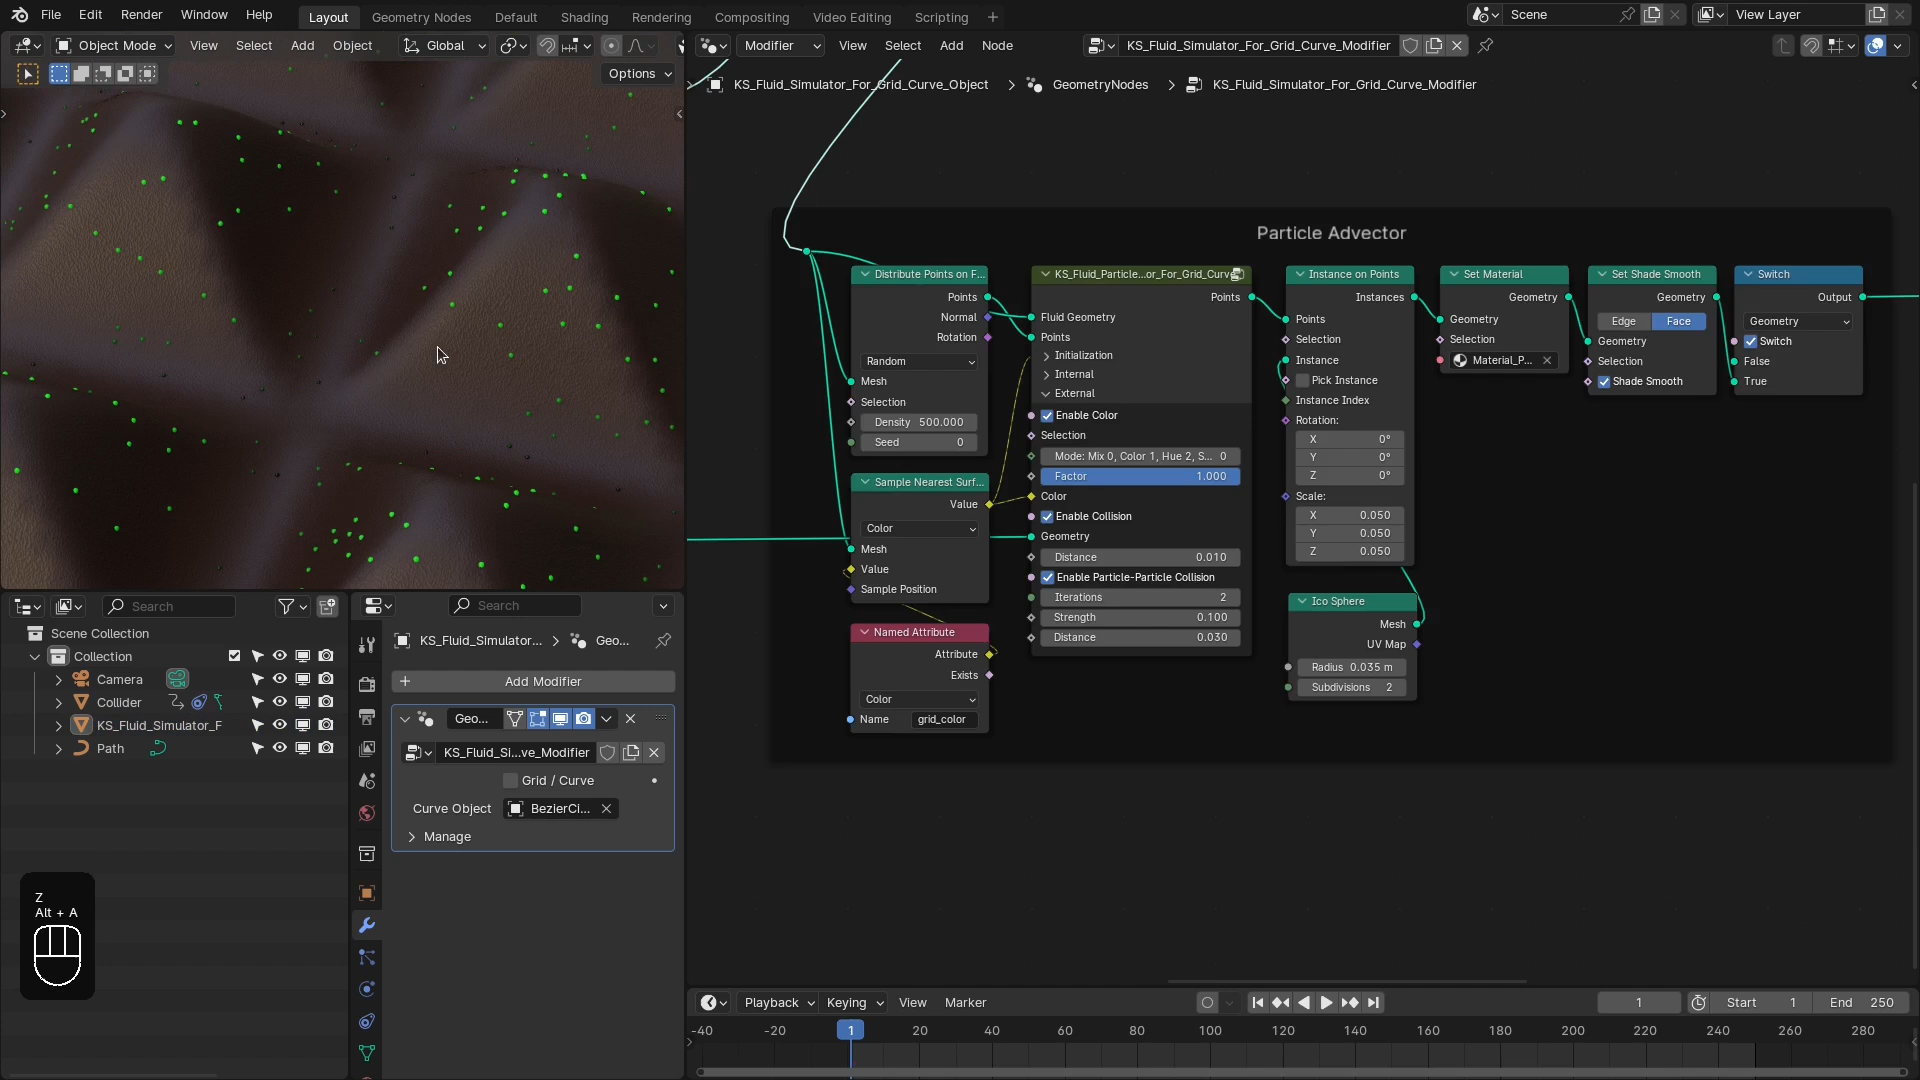 File Edit Render Window Help
Layout Geometry Nodes Default Shading Rendering Compositing Video Editing Scripting +
Scene
View Layer
Object Mode View Select Add Object Global
Options
Modifier View Select Add Node
KS_Fluid_Simulator_For_Grid_Curve_Modifier
KS_Fluid_Simulator_For_Grid_Curve_Object > GeometryNodes > KS_Fluid_Simulator_For_Grid_Curve_Modifier
Particle Advector
Distribute Points on F...
Points
Normal
Rotation
Random
Mesh
Selection
Density 500.000
Seed 0
Sample Nearest Surf...
Value
Color
Mesh
Value
Sample Position
Named Attribute
Attribute
Exists
Color
Name grid_color
KS_Fluid_Particle...or_For_Grid_Curve
Points
Fluid Geometry
Points
Initialization
Internal
External
Enable Color
Selection
Mode: Mix 0, Color 1, Hue 2, S... 0
Factor 1.000
Color
Enable Collision
Geometry
Distance 0.010
Enable Particle-Particle Collision
Iterations 2
Strength 0.100
Distance 0.030
Instance on Points
Instances
Points
Selection
Instance
Pick Instance
Instance Index
Rotation:
X 0°
Y 0°
Z 0°
Scale:
X 0.050
Y 0.050
Z 0.050
Ico Sphere
Mesh
UV Map
Radius 0.035 m
Subdivisions 2
Set Material
Geometry
Geometry
Selection
Material_P...
Set Shade Smooth
Geometry
Edge Face
Geometry
Selection
Shade Smooth
Switch
Output
Geometry
Switch
False
True
Search
Scene Collection
Collection
Camera
Collider
KS_Fluid_Simulator_F
Path
Z
Alt + A
Search
KS_Fluid_Simulator... > Geo...
+ Add Modifier
Geo...
KS_Fluid_Si...ve_Modifier
Grid / Curve
Curve Object BezierCi...
Manage
Playback Keying View Marker
1
Start 1
End 250
-40 -20 1 20 40 60 80 100 120 140 160 180 200 220 240 260 280